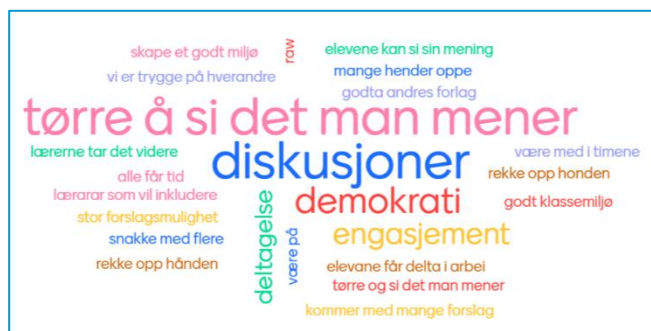 skape et godt miljø
raw
elevene kan si sin mening
vi er trygge på hverandre
mange hender oppe
godta andres forlag
tørre å si det man mener
lærerne tar det videre
diskusjoner
være med i timene
alle får tid
rekke opp honden
lærarar som vil inkludere
deltagelse
demokrati
godt klassemiljø
stor forslagsmulighet
være på
engasjement
snakke med flere
rekke opp hånden
elevane får delta i arbei
tørre og si det man mener
kommer med mange forslag